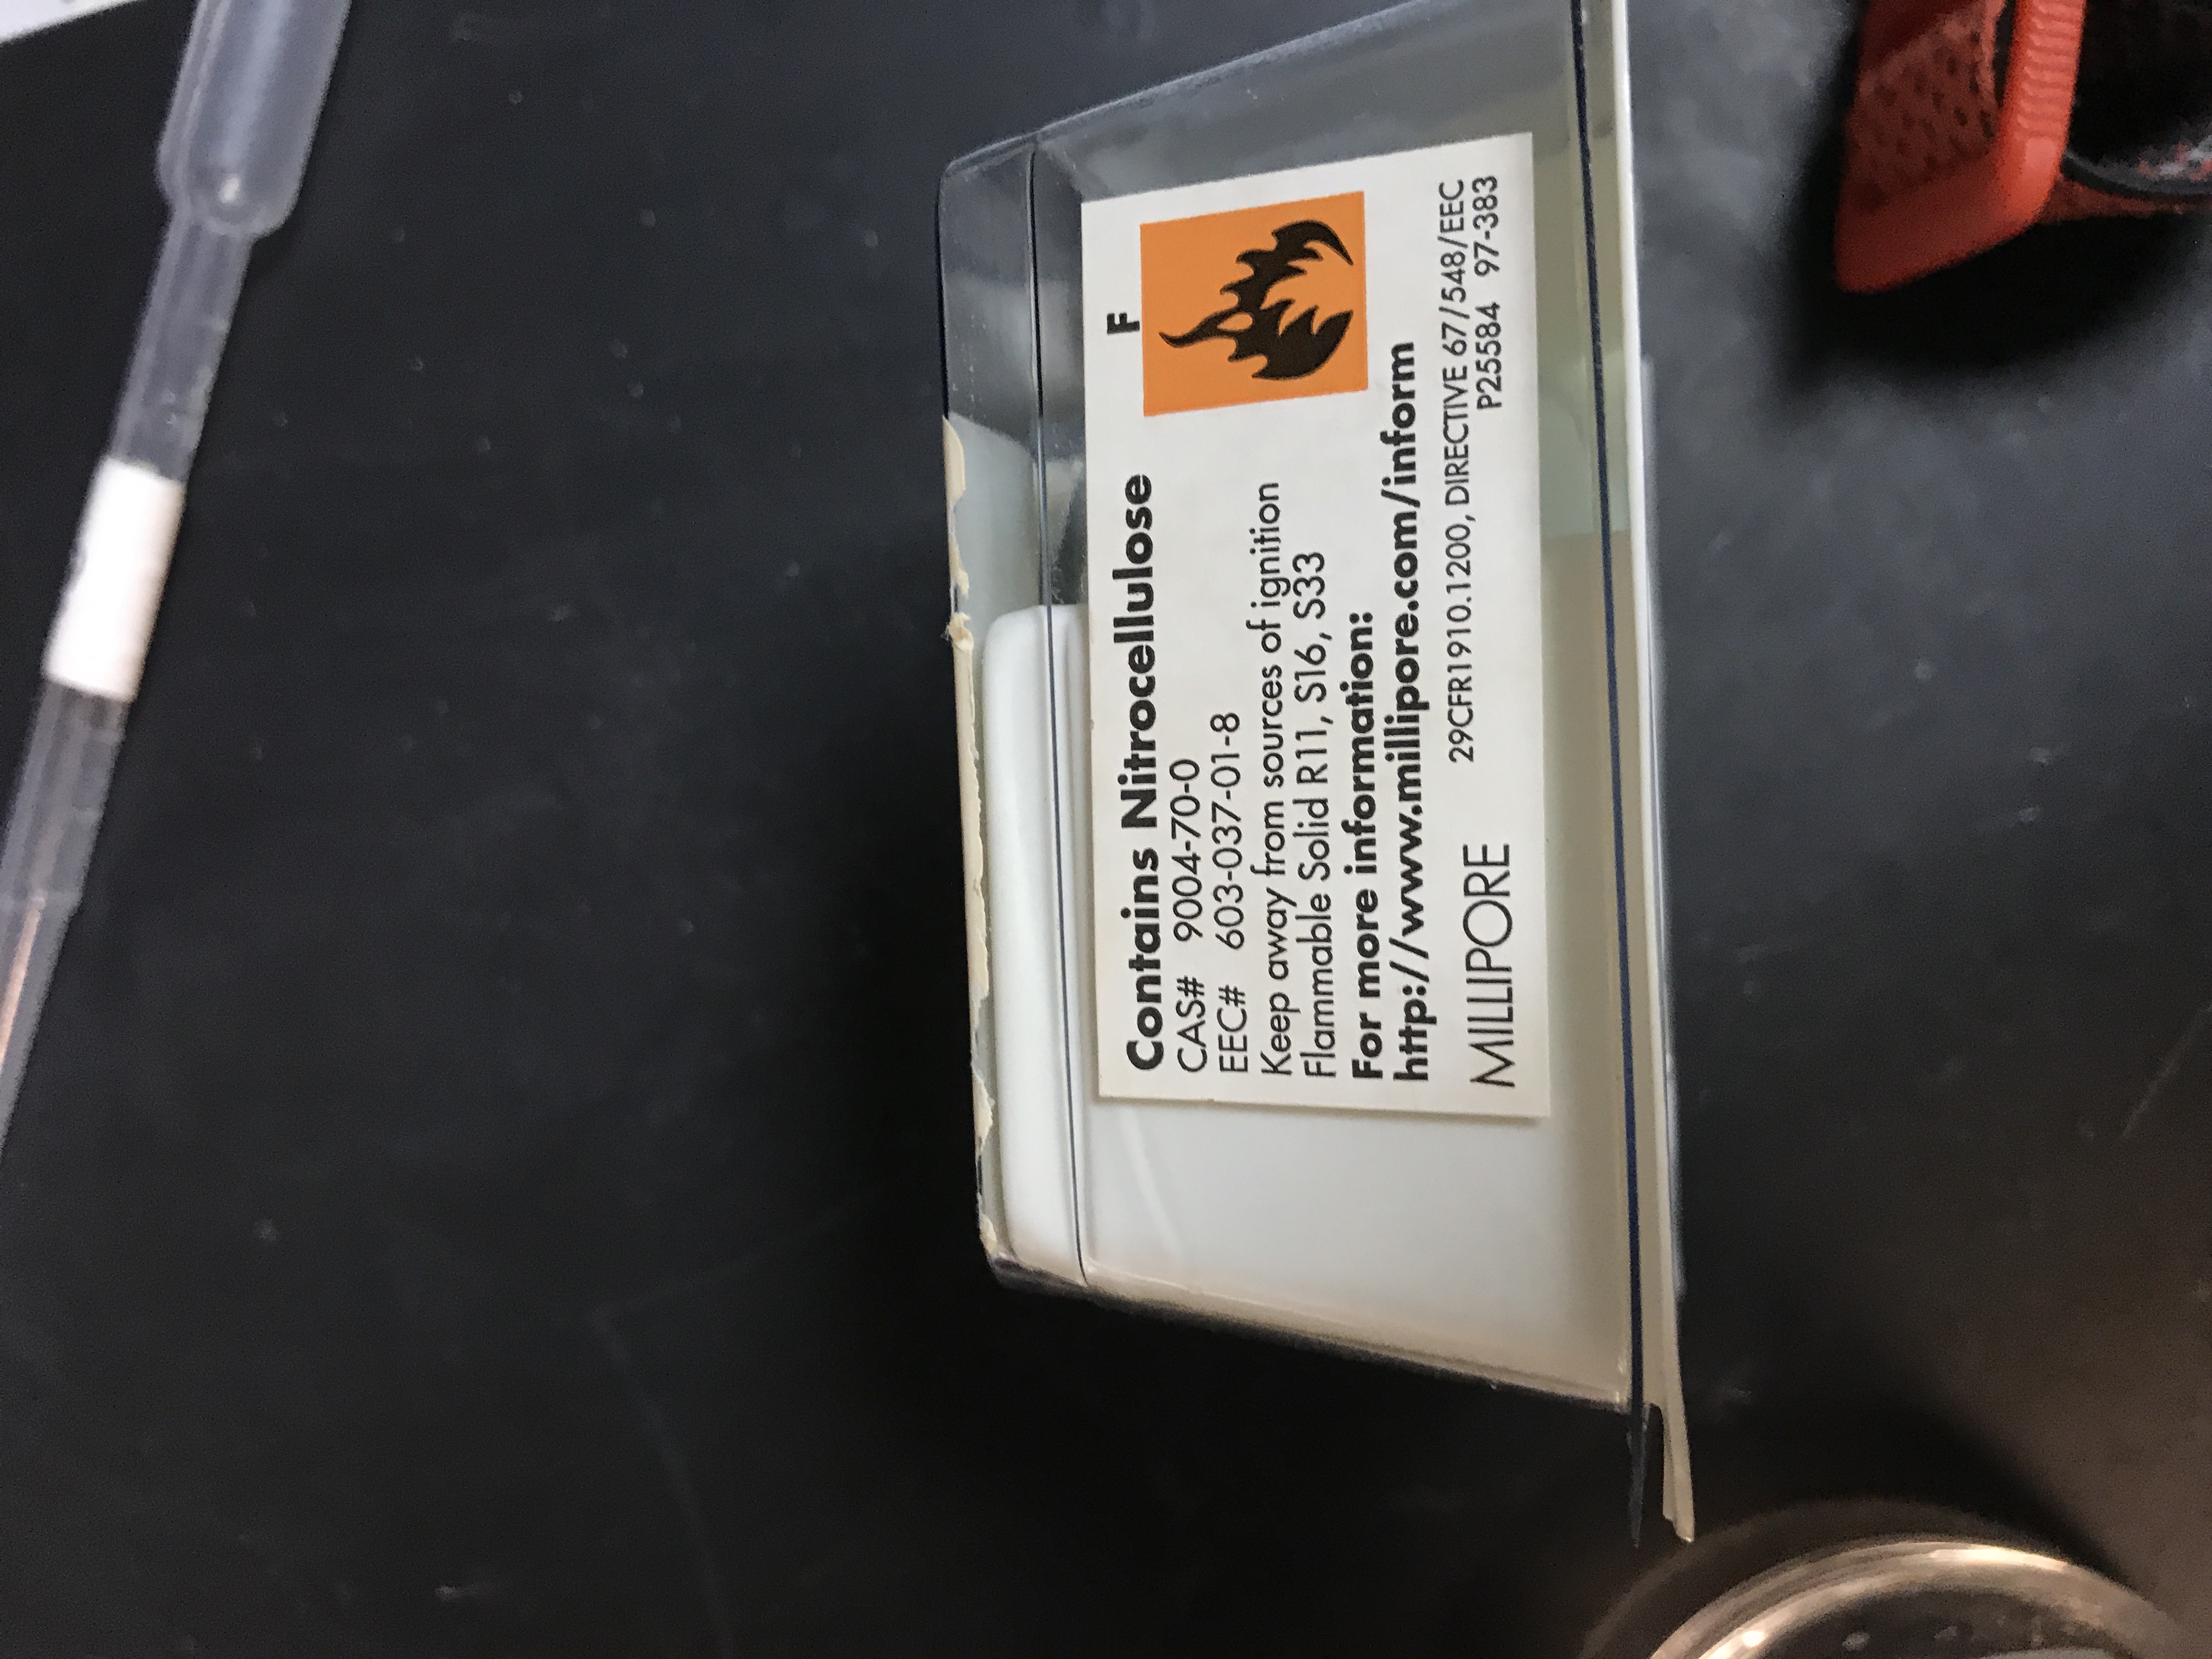 Contains Nitrocellulose
F
CAS# 9004-70-0
EEC# 603-037-01-8
Keep away from sources of ignition
Flammable Solid R11, S16, S33
For more information:
http://www.millipore.com/inform
29CFR1910.1200, DIRECTIVE 67/548/EEC
MILLIPORE
P25584 97-383